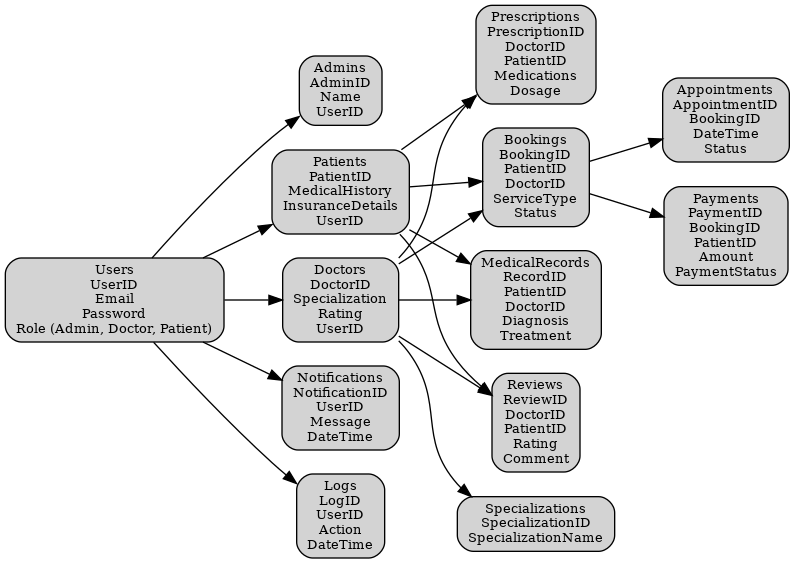 Users
UserID
Email
Password
Role (Admin, Doctor, Patient)
Admins
AdminID
Name
UserID
Patients
PatientID
MedicalHistory
InsuranceDetails
UserID
Doctors
DoctorID
Specialization
Rating
UserID
Notifications
NotificationID
UserID
Message
DateTime
Logs
LogID
UserID
Action
DateTime
Prescriptions
PrescriptionID
DoctorID
PatientID
Medications
Dosage
Bookings
BookingID
PatientID
DoctorID
ServiceType
Status
MedicalRecords
RecordID
PatientID
DoctorID
Diagnosis
Treatment
Reviews
ReviewID
DoctorID
PatientID
Rating
Comment
Specializations
SpecializationID
SpecializationName
Appointments
AppointmentID
BookingID
DateTime
Status
Payments
PaymentID
BookingID
PatientID
Amount
PaymentStatus